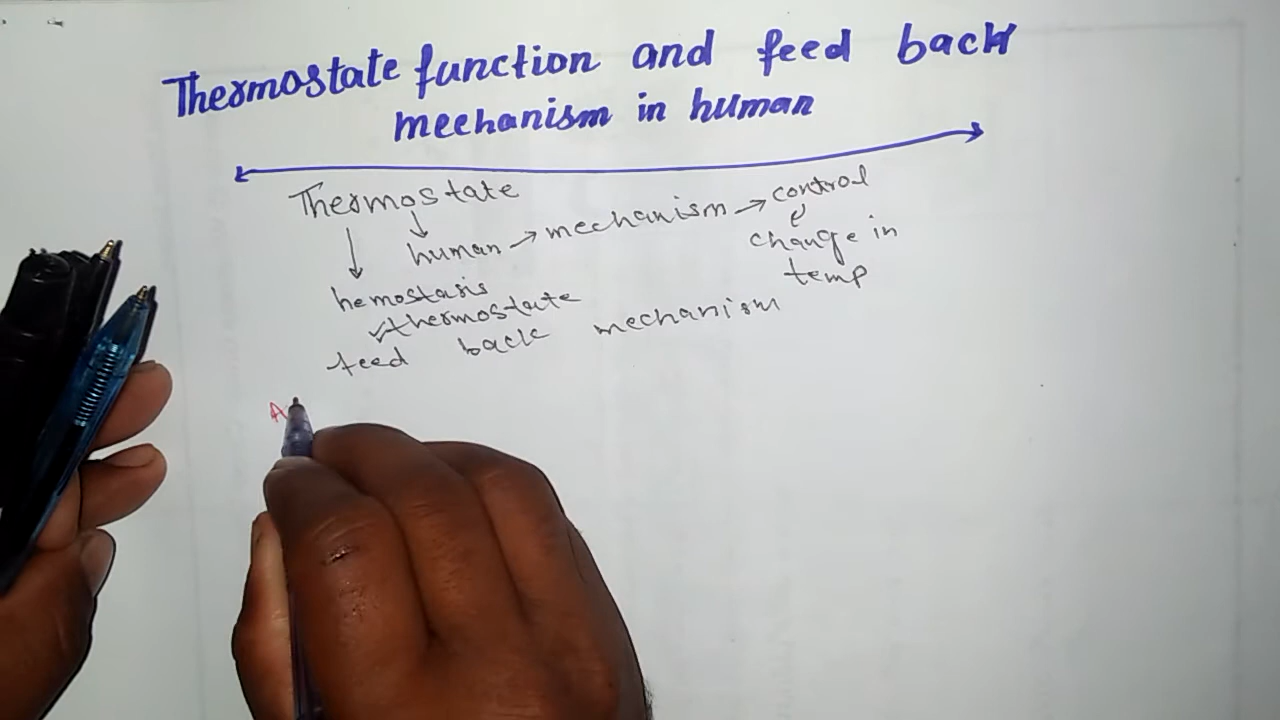 Thermostate function and feed back
mechanism in human
Thermostate
human → mechanism → control
change in
temp
hemostasis
✓thermostate
feed back mechanism
A